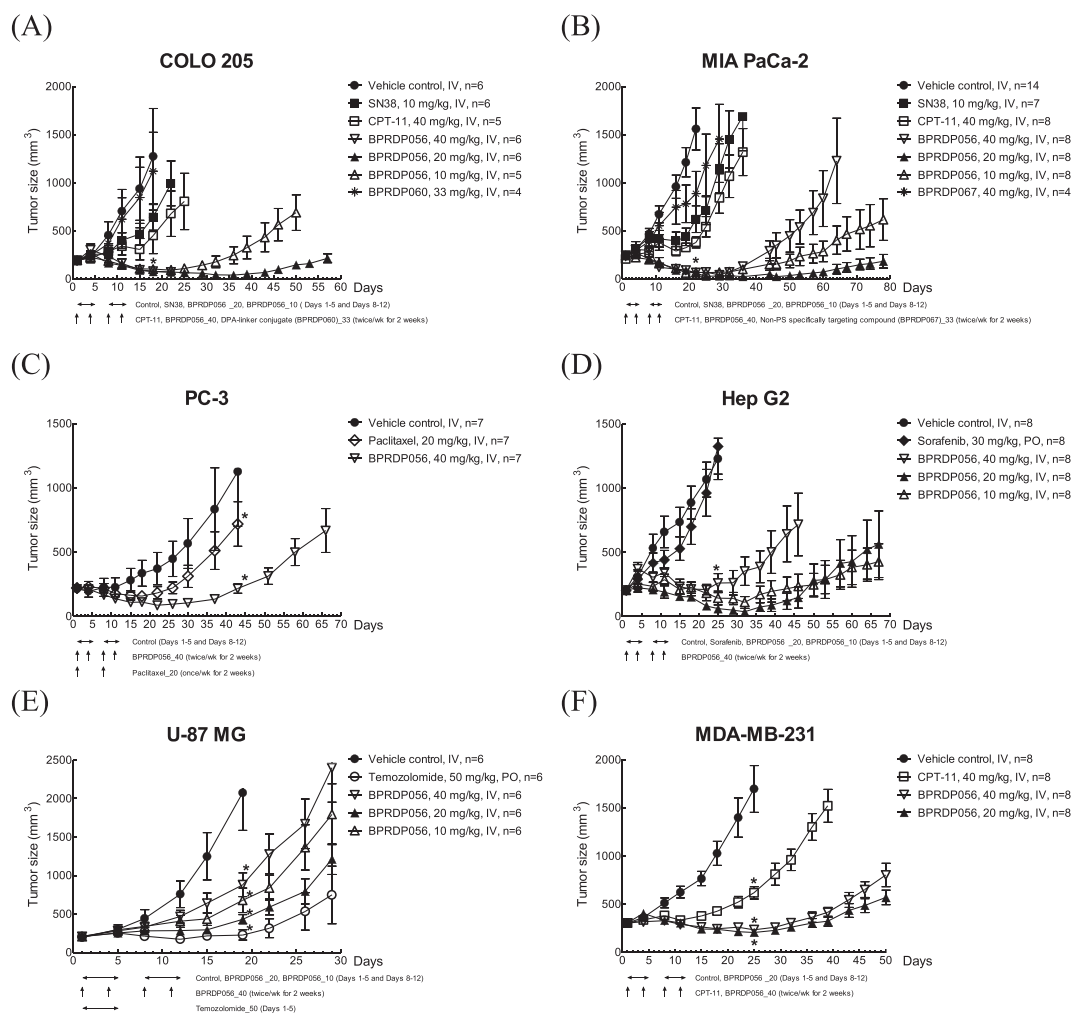 (A)
COLO 205
Tumor size (mm 3)
2000
1500
1000
500
0
0 5 10 15 20 25 30 35 40 45 50 55 60 Days
Vehicle control, IV, n=6
SN38, 10 mg/kg, IV, n=6
CPT-11, 40 mg/kg, IV, n=5
BPRDP056, 40 mg/kg, IV, n=6
BPRDP056, 20 mg/kg, IV, n=6
BPRDP056, 10 mg/kg, IV, n=5
BPRDP060, 33 mg/kg, IV, n=4
*
Control, SN38, BPRDP056 _20, BPRDP056_10 ( Days 1-5 and Days 8-12)
CPT-11, BPRDP056_40, DPA-linker conjugate (BPRDP060)_33 (twice/wk for 2 weeks)
(B)
MIA PaCa-2
Tumor size (mm 3)
2000
1500
1000
500
0
0 10 20 30 40 50 60 70 80 Days
Vehicle control, IV, n=14
SN38, 10 mg/kg, IV, n=7
CPT-11, 40 mg/kg, IV, n=8
BPRDP056, 40 mg/kg, IV, n=8
BPRDP056, 20 mg/kg, IV, n=8
BPRDP056, 10 mg/kg, IV, n=8
BPRDP067, 40 mg/kg, IV, n=4
*
Control, SN38, BPRDP056 _20, BPRDP056_10 (Days 1-5 and Days 8-12)
CPT-11, BPRDP056_40, Non-PS specifically targeting compound (BPRDP067)_33 (twice/wk for 2 weeks)
(C)
PC-3
Tumor size (mm 3)
1500
1000
500
0
0 5 10 15 20 25 30 35 40 45 50 55 60 65 70 Days
Vehicle control, IV, n=7
Paclitaxel, 20 mg/kg, IV, n=7
BPRDP056, 40 mg/kg, IV, n=7
*
*
Control (Days 1-5 and Days 8-12)
BPRDP056_40 (twice/wk for 2 weeks)
Paclitaxel_20 (once/wk for 2 weeks)
(D)
Hep G2
Tumor size (mm 3)
1500
1000
500
0
0 5 10 15 20 25 30 35 40 45 50 55 60 65 70 Days
Vehicle control, IV, n=8
Sorafenib, 30 mg/kg, PO, n=8
BPRDP056, 40 mg/kg, IV, n=8
BPRDP056, 20 mg/kg, IV, n=8
BPRDP056, 10 mg/kg, IV, n=8
*
Control, Sorafenib, BPRDP056 _20, BPRDP056_10 (Days 1-5 and Days 8-12)
BPRDP056_40 (twice/wk for 2 weeks)
(E)
U-87 MG
Tumor size (mm 3)
2500
2000
1500
1000
500
0
0 5 10 15 20 25 30 Days
Vehicle control, IV, n=6
Temozolomide, 50 mg/kg, PO, n=6
BPRDP056, 40 mg/kg, IV, n=6
BPRDP056, 20 mg/kg, IV, n=6
BPRDP056, 10 mg/kg, IV, n=6
*
*
*
*
Control, BPRDP056 _20, BPRDP056_10 (Days 1-5 and Days 8-12)
BPRDP056_40 (twice/wk for 2 weeks)
Temozolomide_50 (Days 1-5)
(F)
MDA-MB-231
Tumor size (mm 3)
2000
1500
1000
500
0
0 5 10 15 20 25 30 35 40 45 50 Days
Vehicle control, IV, n=8
CPT-11, 40 mg/kg, IV, n=8
BPRDP056, 40 mg/kg, IV, n=8
BPRDP056, 20 mg/kg, IV, n=8
*
*
*
Control, BPRDP056 _20 (Days 1-5 and Days 8-12)
CPT-11, BPRDP056_40 (twice/wk for 2 weeks)